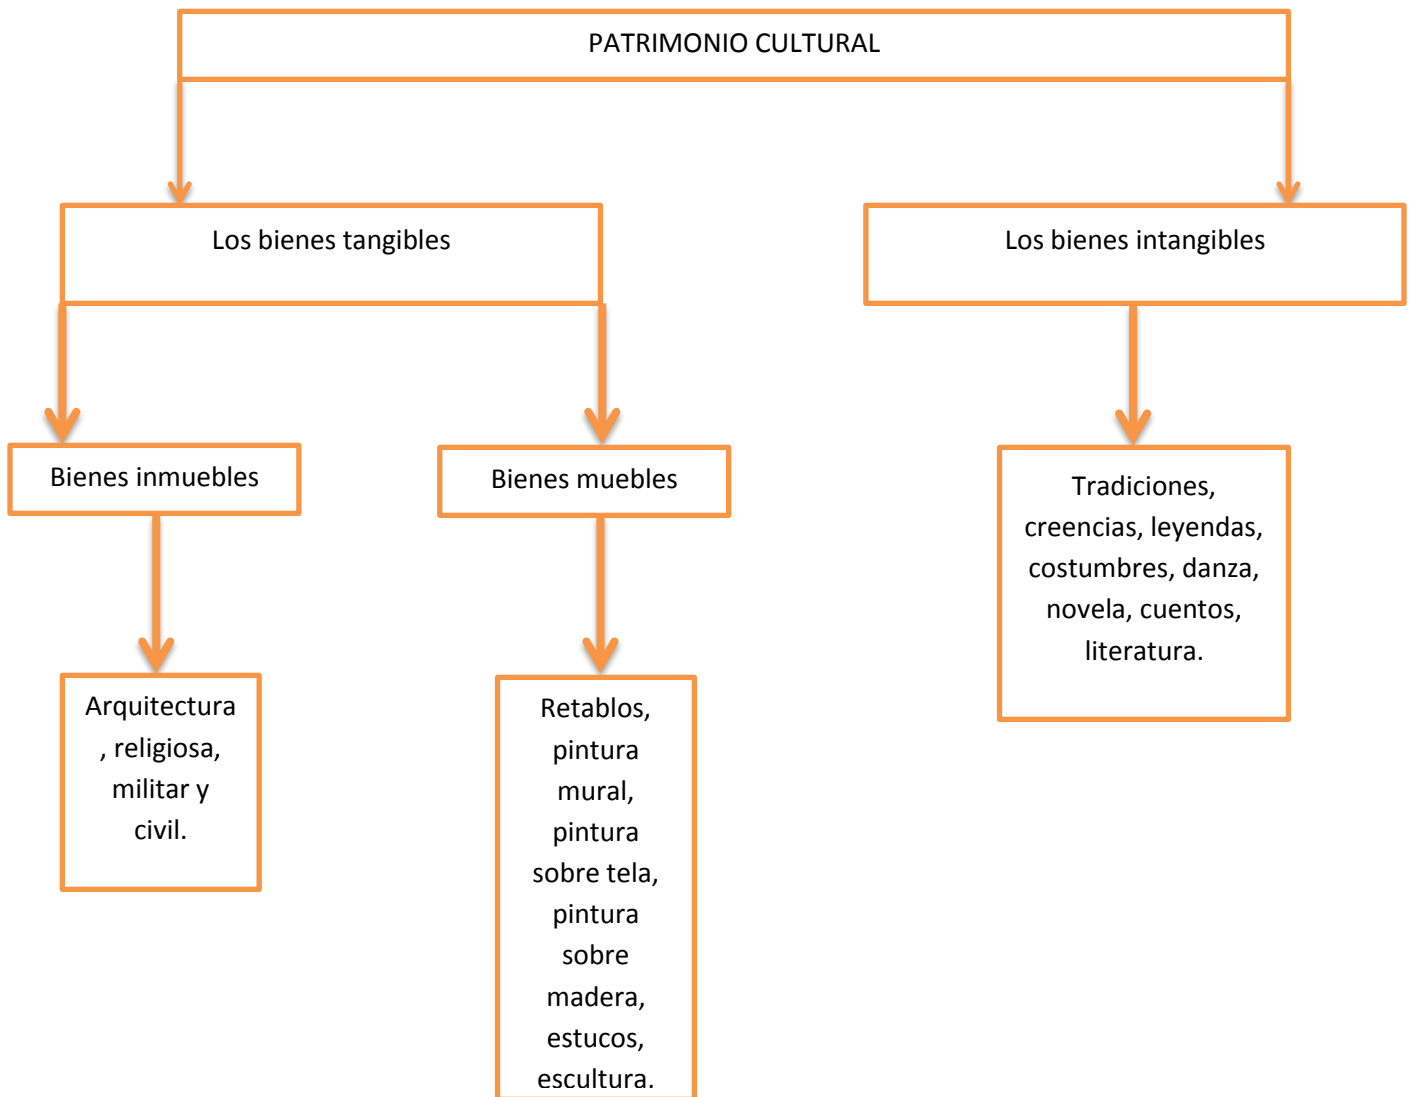 PATRIMONIO CULTURAL
Los bienes tangibles
Los bienes intangibles
Bienes inmuebles
Bienes muebles
Tradiciones,
creencias, leyendas,
costumbres, danza,
novela, cuentos,
literatura.
Arquitectura
, religiosa,
militar y
civil.
Retablos,
pintura
mural,
pintura
sobre tela,
pintura
sobre
madera,
estucos,
escultura.